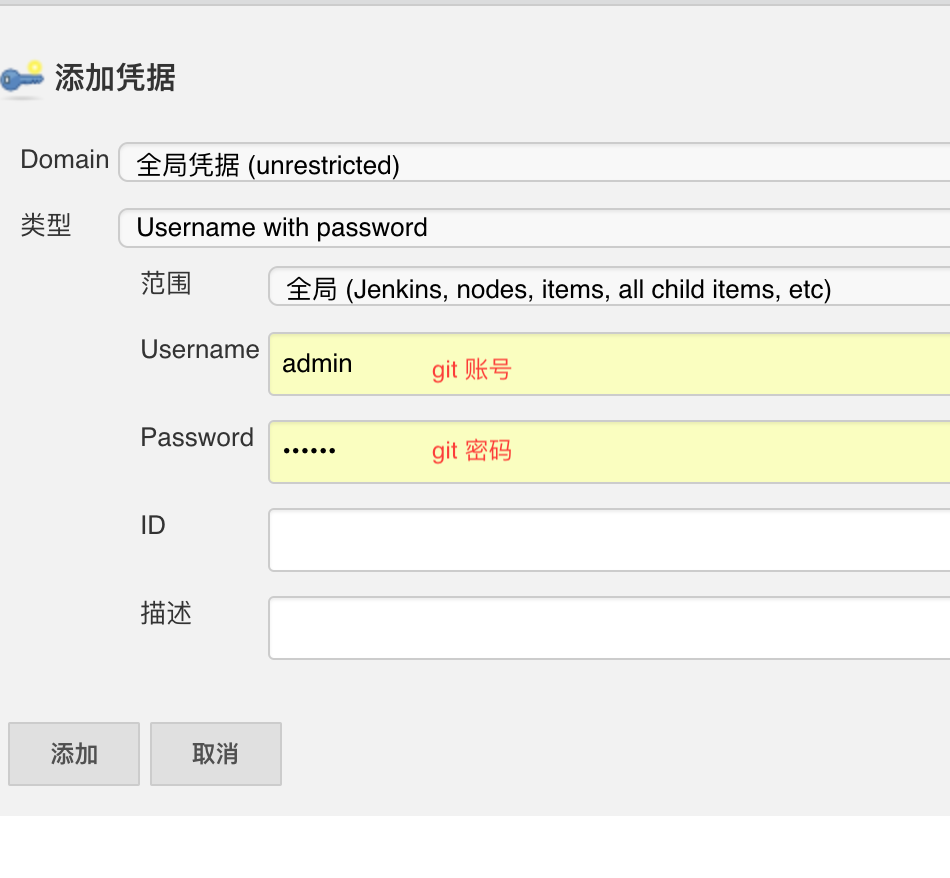 添加凭据
Domain 全局凭据 (unrestricted)
类型 Username with password
范围 全局 (Jenkins, nodes, items, all child items, etc)
Username admin git 账号
Password •••••• git 密码
ID
描述
添加 取消